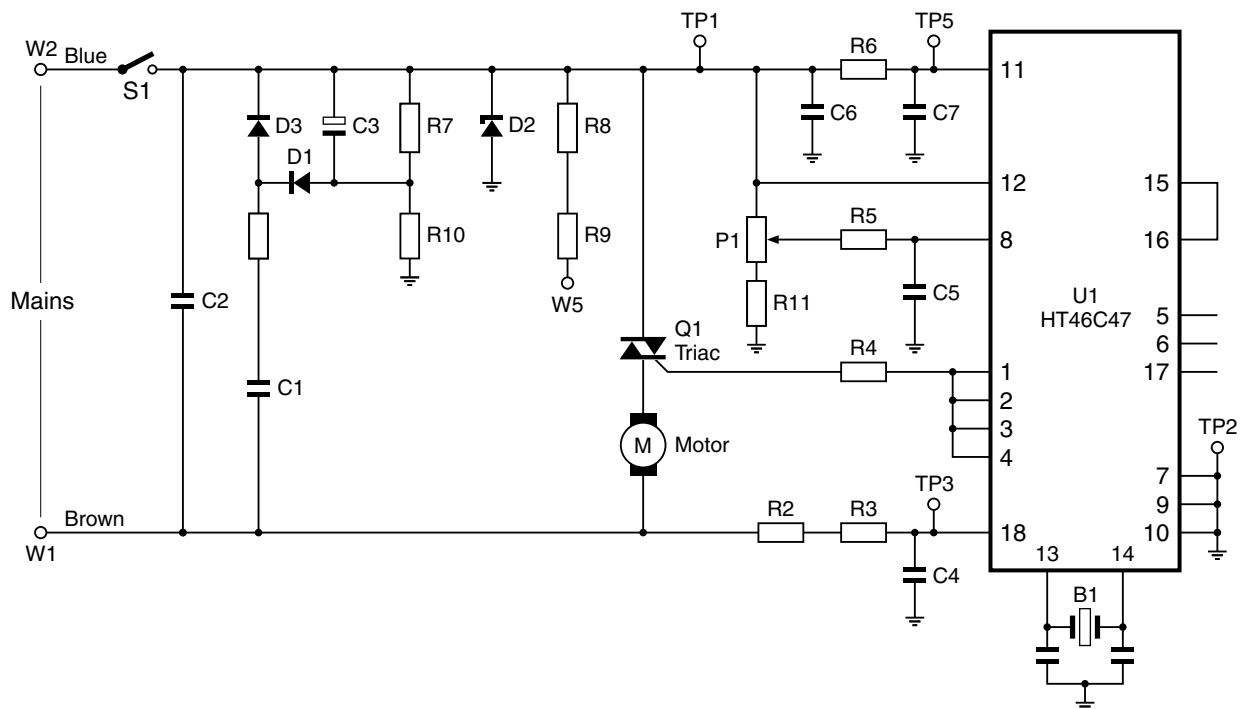 TP1
TP5
W2
Blue
R6
11
S1
D3
C3
R7
D2
R8
C6
C7
D1
12
15
R10
R9
P1
R5
8
16
W5
Mains
C2
R11
C5
U1
HT46C47
5
6
17
Q1
Triac
R4
1
2
3
4
C1
M
Motor
TP2
TP3
7
9
10
Brown
W1
R2
R3
18
C4
13
14
B1